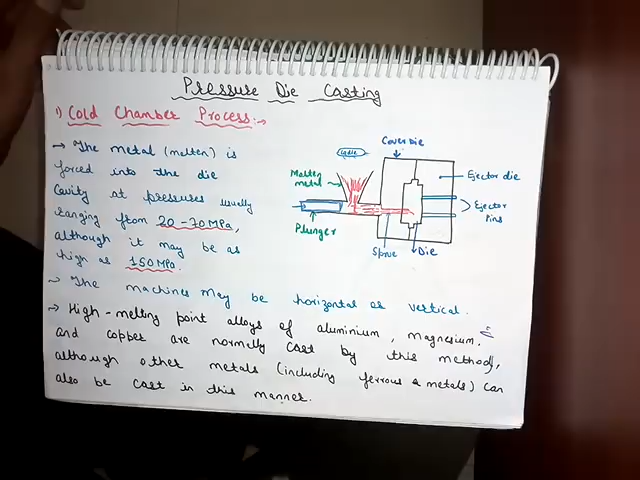 Pressure Die Casting
1) Cold Chamber Process:→
→ The metal (molten) is
forced into the die
cavity at pressures usually
ranging from 20-70 MPa,
although it may be as
high as 150MPa.
→ The machines may be horizontal or vertical.
→ High-melting point alloys of aluminium, magnesium,
and copper are normally cast by this method,
although other metals (including ferrous metals) can
also be cast in this manner.
Ladle
Cover die
Molten
metal
Ejector die
Ejector
Pins
Plunger
Sprue
Die